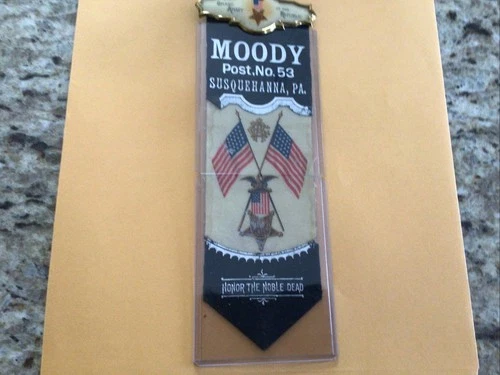 MOODY
Post, No. 53
SUSQUEHANNA, PA.
HONOR THE NOBLE DEAD